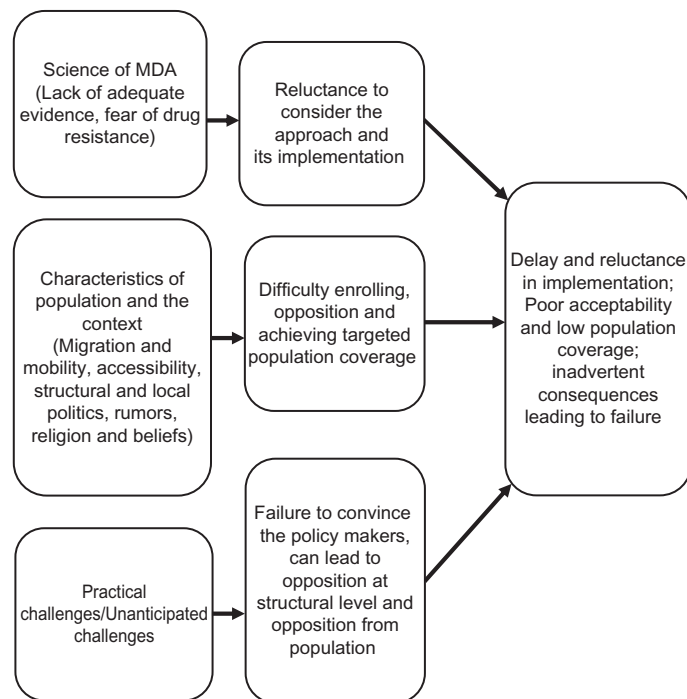 Science of MDA
(Lack of adequate
evidence, fear of drug
resistance)
Reluctance to
consider the
approach and
its implementation
Characteristics of
population and the
context
(Migration and
mobility, accessibility,
structural and local
politics, rumors,
religion and beliefs)
Difficulty enrolling,
opposition and
achieving targeted
population coverage
Delay and reluctance
in implementation;
Poor acceptability
and low population
coverage;
inadvertent
consequences
leading to failure
Practical
challenges/Unanticipated
challenges
Failure to convince
the policy makers,
can lead to
opposition at
structural level and
opposition from
population